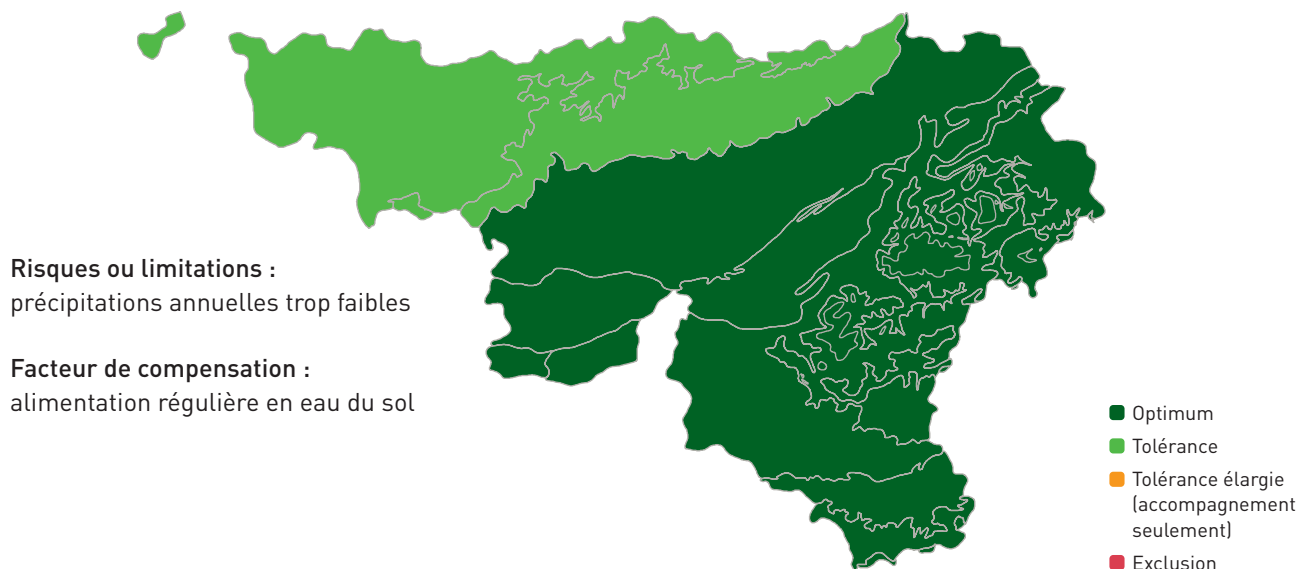 Risques ou limitations :
précipitations annuelles trop faibles
Facteur de compensation :
alimentation régulière en eau du sol
Optimum
Tolérance
Tolérance élargie
(accompagnement
seulement)
Exclusion